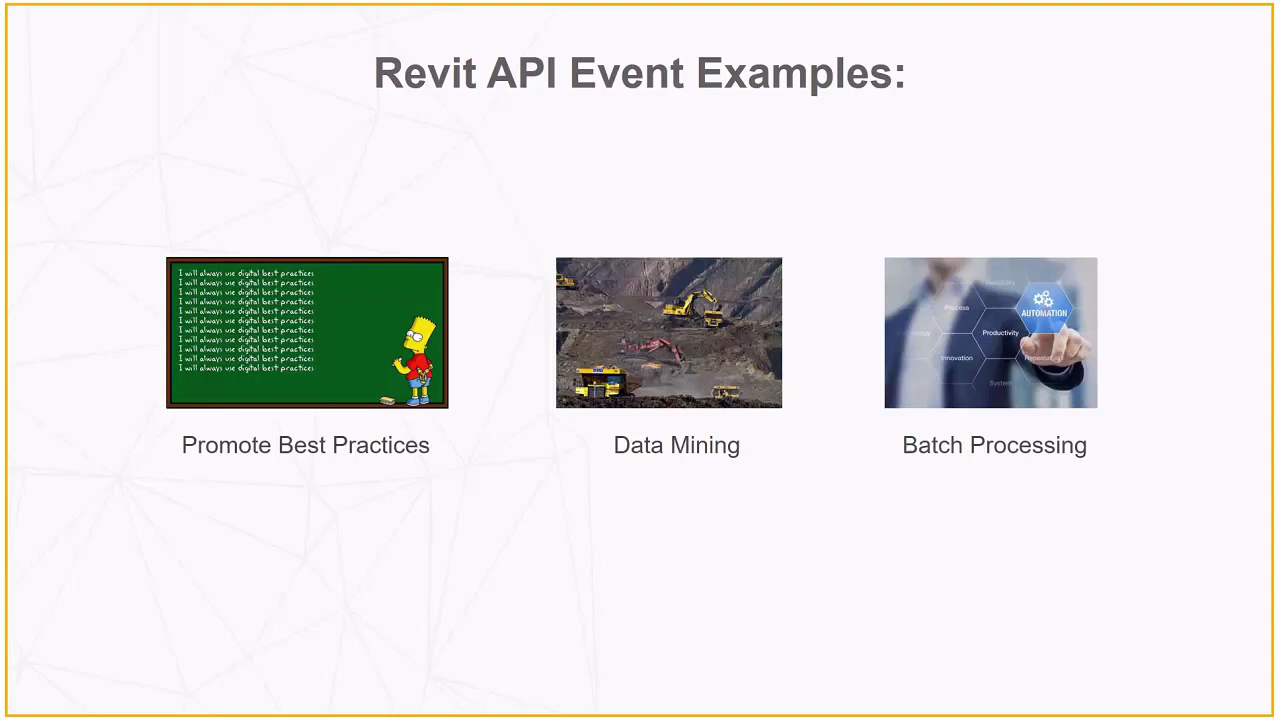 Revit API Event Examples:
I will always use digital best practices
I will always use digital best practices
I will always use digital best practices
I will always use digital best practices
I will always use digital best practices
I will always use digital best practices
I will always use digital best practices
I will always use digital best practices
I will always use digital best practices
I will always use digital best practices
I will always use digital best practices
Reliability
Process
AUTOMATION
Productivity
Innovation
System
Promote Best Practices
Data Mining
Batch Processing